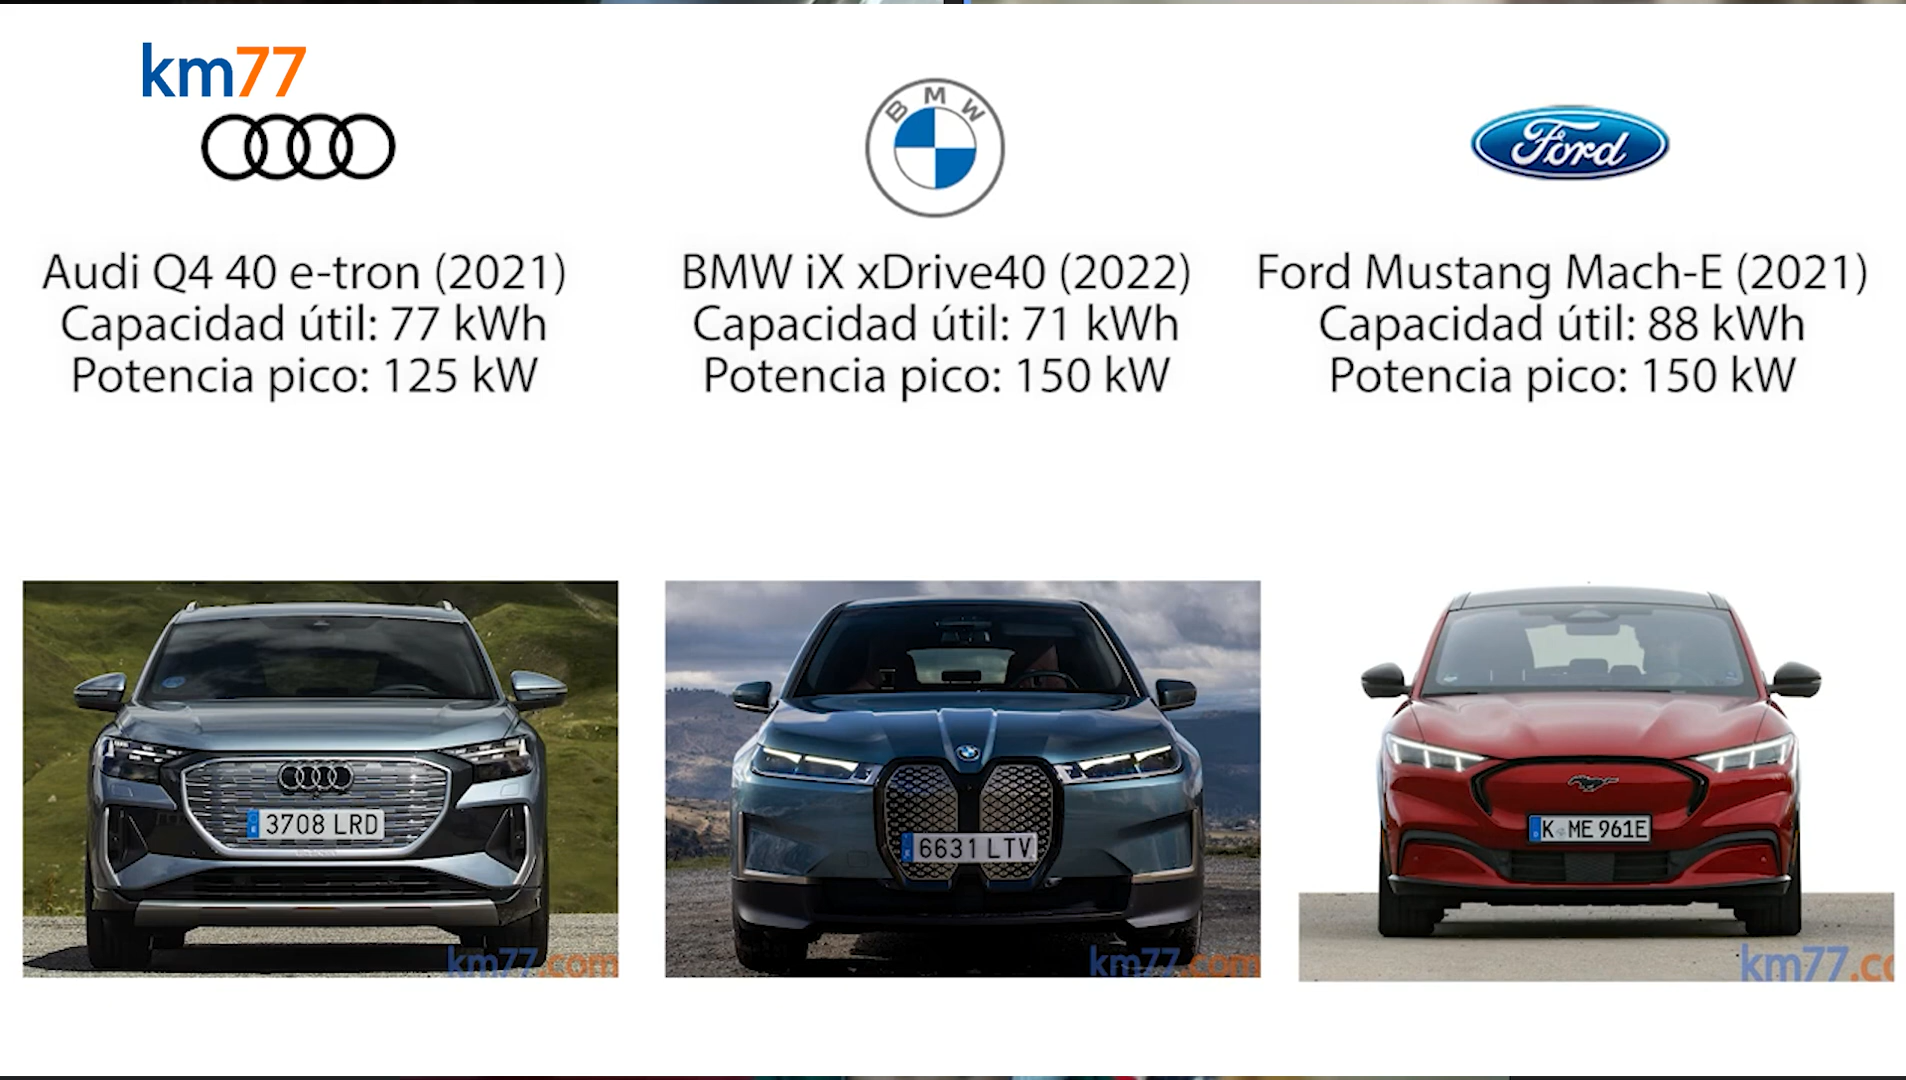 km77
BMW
Ford
Audi Q4 40 e-tron (2021)
Capacidad útil: 77 kWh
Potencia pico: 125 kW
BMW iX xDrive40 (2022)
Capacidad útil: 71 kWh
Potencia pico: 150 kW
Ford Mustang Mach-E (2021)
Capacidad útil: 88 kWh
Potencia pico: 150 kW
3708 LRD
km77.com
6631 LTV
km77.com
K ME 961E
km77.co